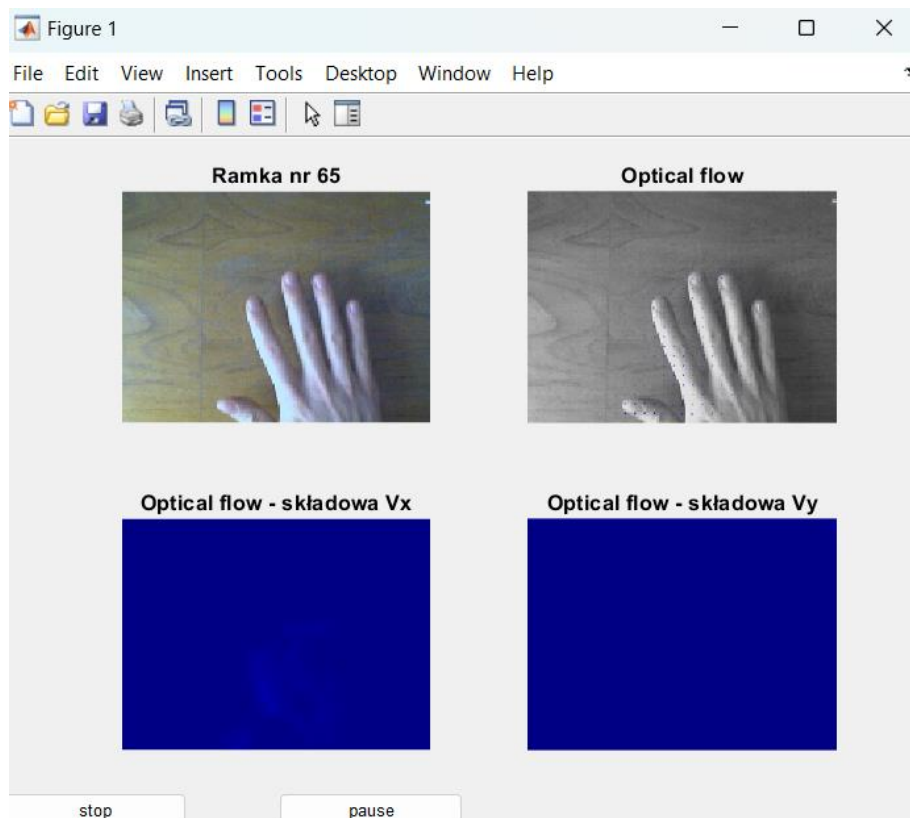 Figure 1
File Edit View Insert Tools Desktop Window Help
Ramka nr 65
Optical flow
Optical flow - składowa Vx
Optical flow - składowa Vy
stop
pause